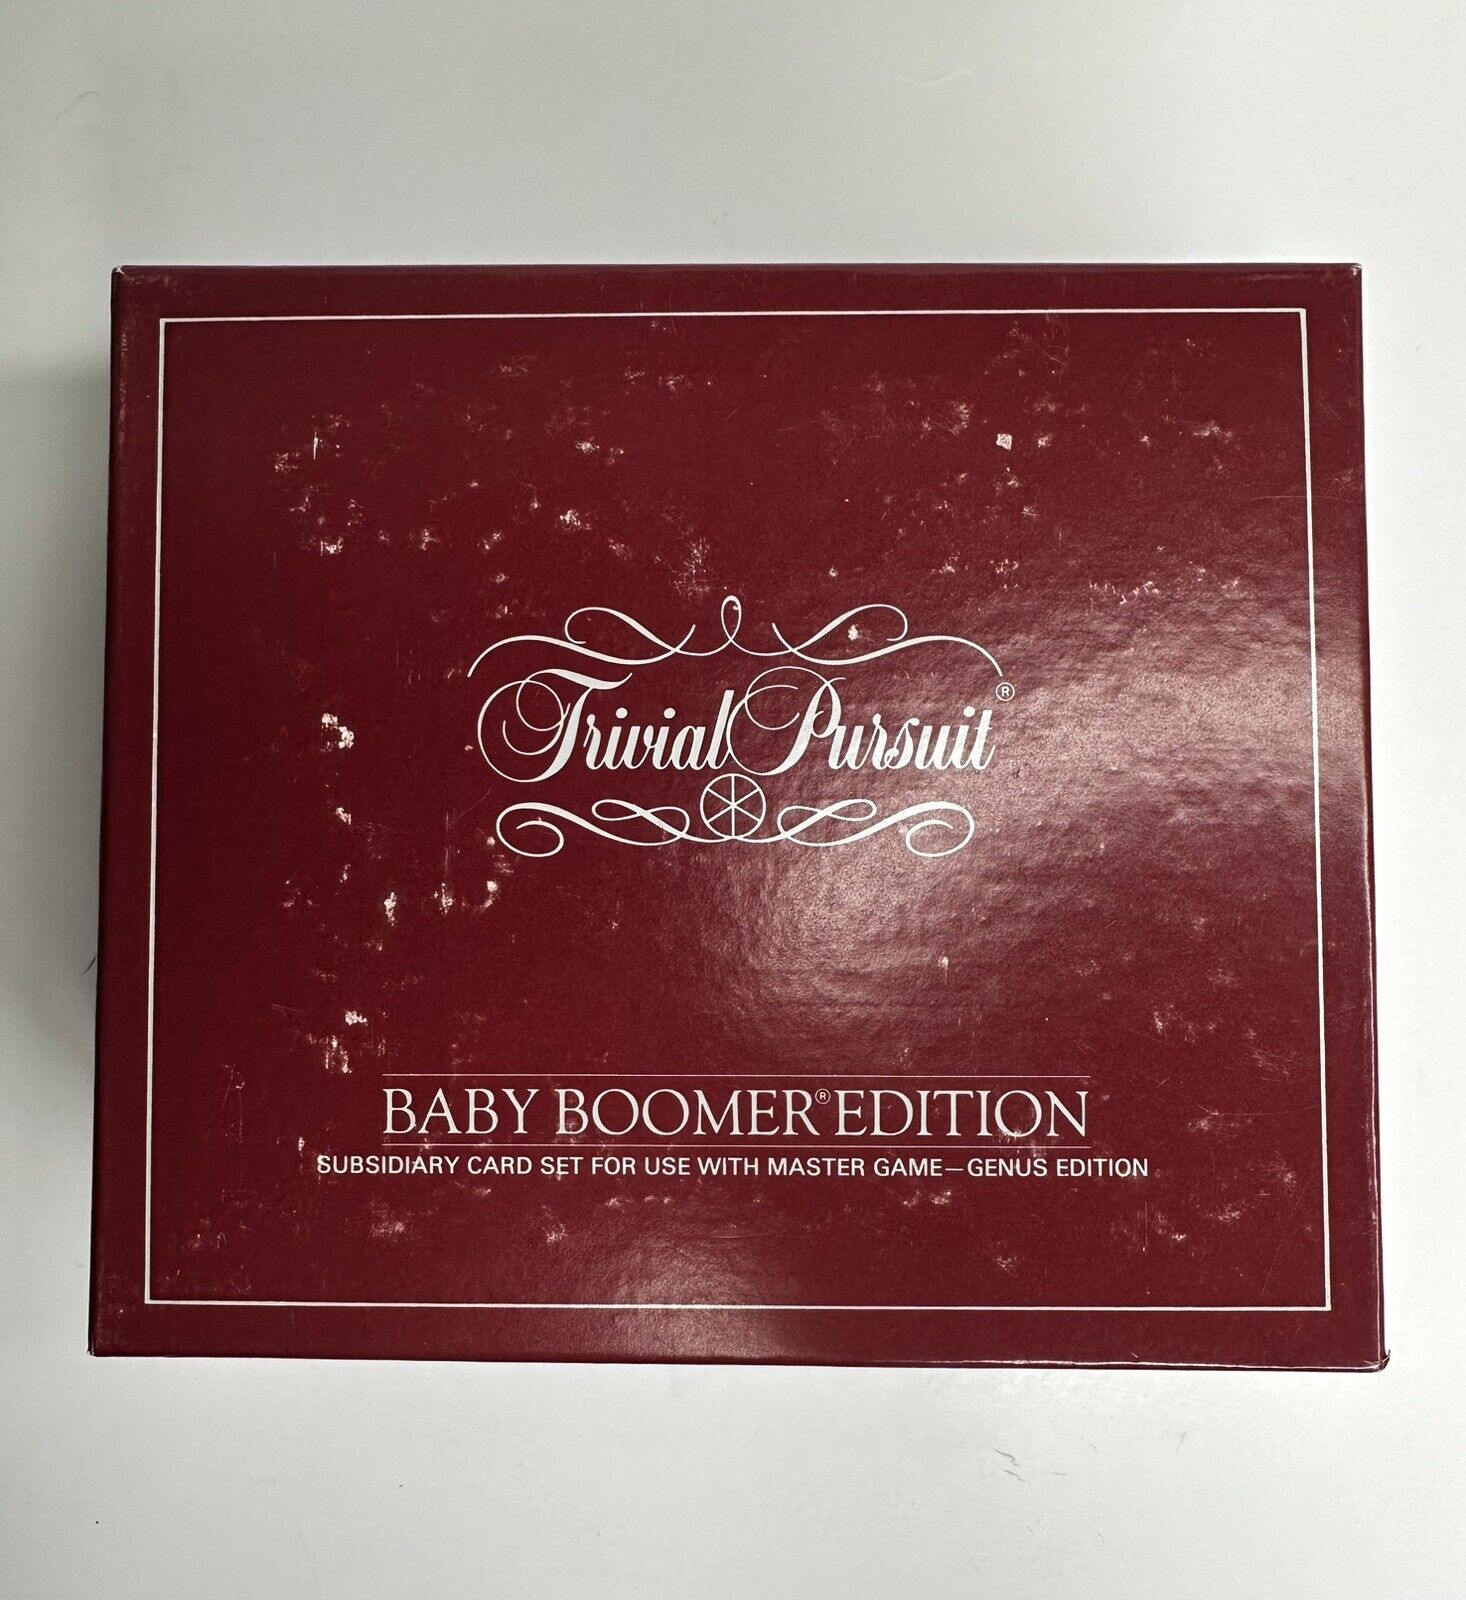 Trivial Pursuit®
BABY BOOMER® EDITION
SUBSIDIARY CARD SET FOR USE WITH MASTER GAME—GENUS EDITION